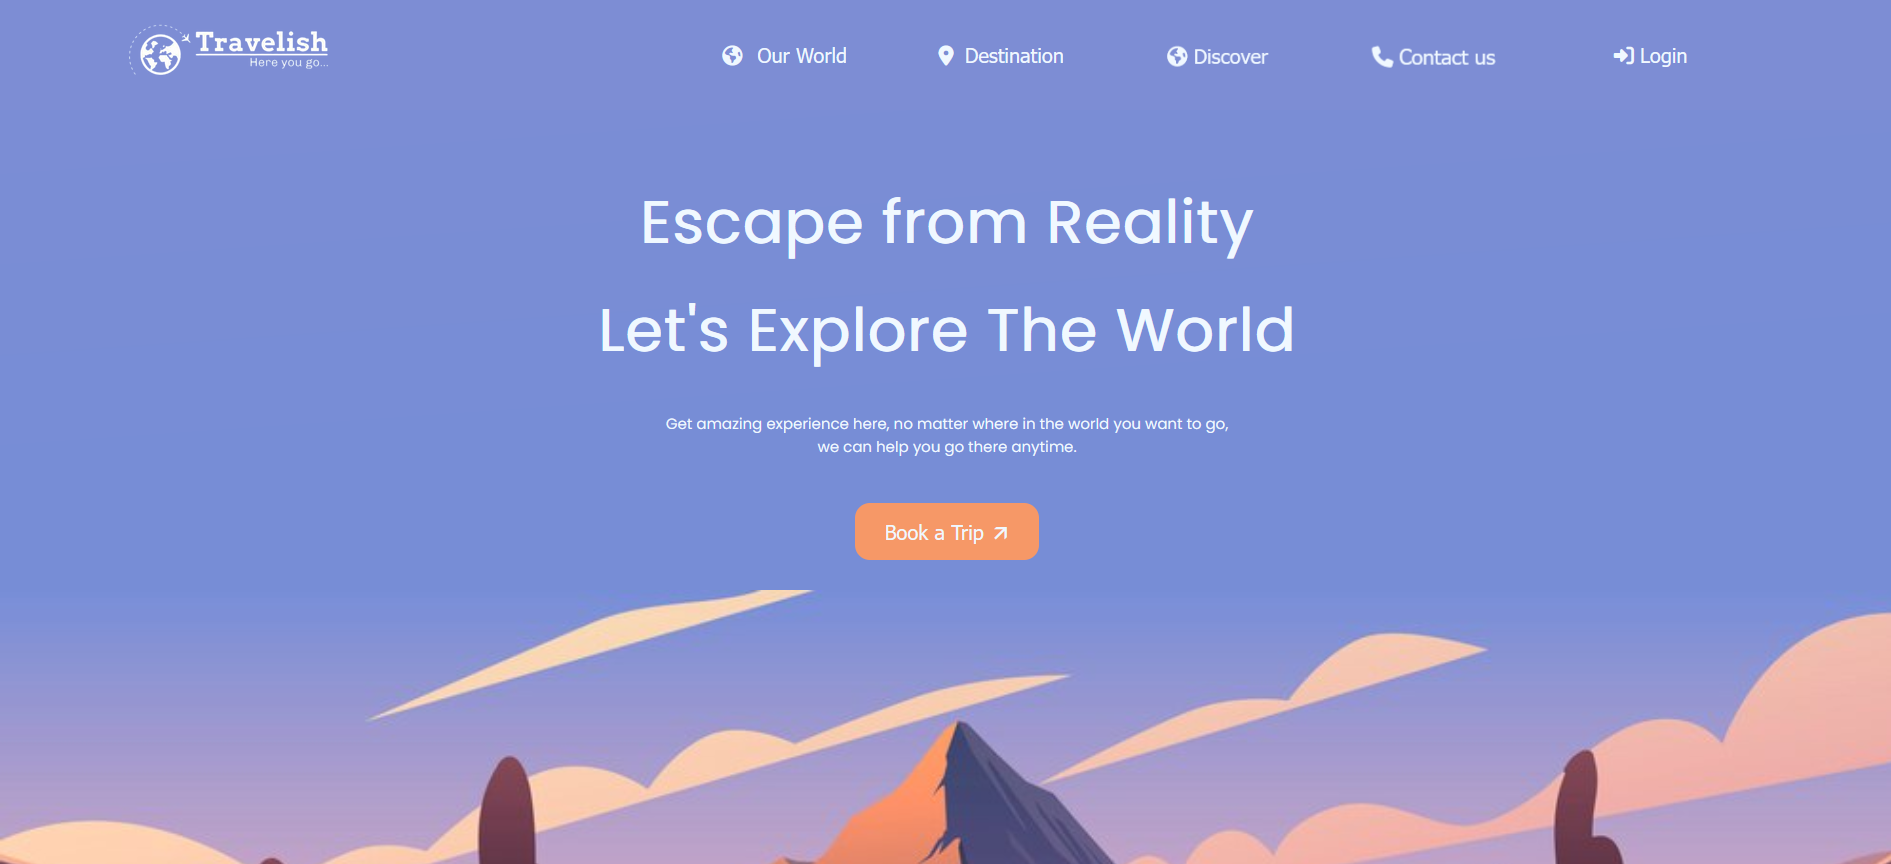 Travelish
Here you go...
Our World
Destination
Discover
Contact us
Login
Escape from Reality
Let's Explore The World
Get amazing experience here, no matter where in the world you want to go,
we can help you go there anytime.
Book a Trip